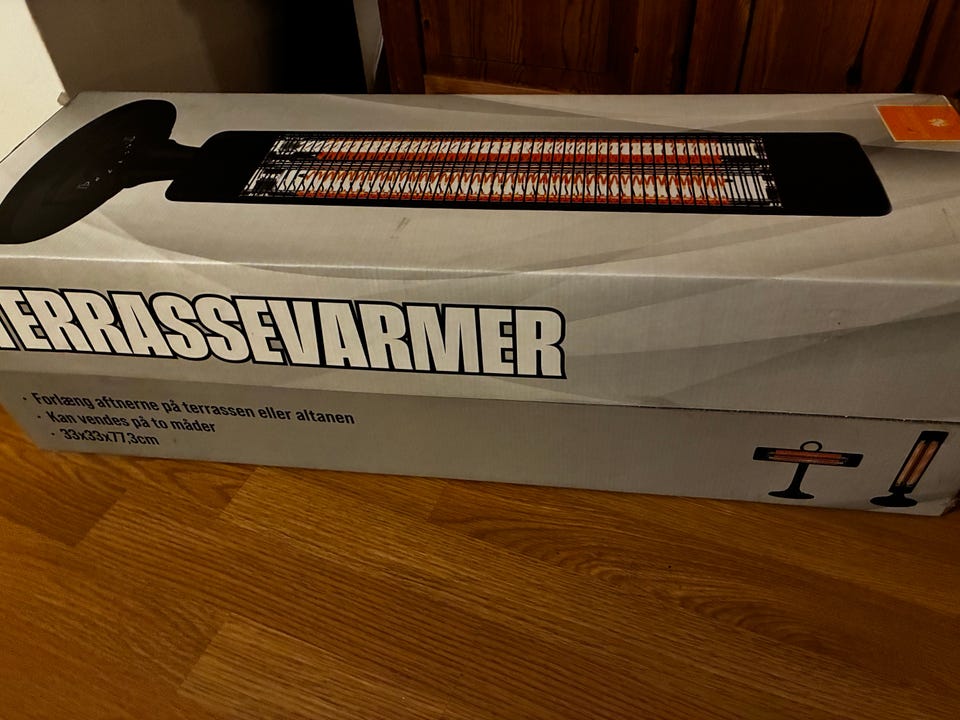 TERRASSEVARMER
· Forlæng aftnerne på terrassen eller altanen
· Kan vendes på to måder
· 33x33x77,3cm